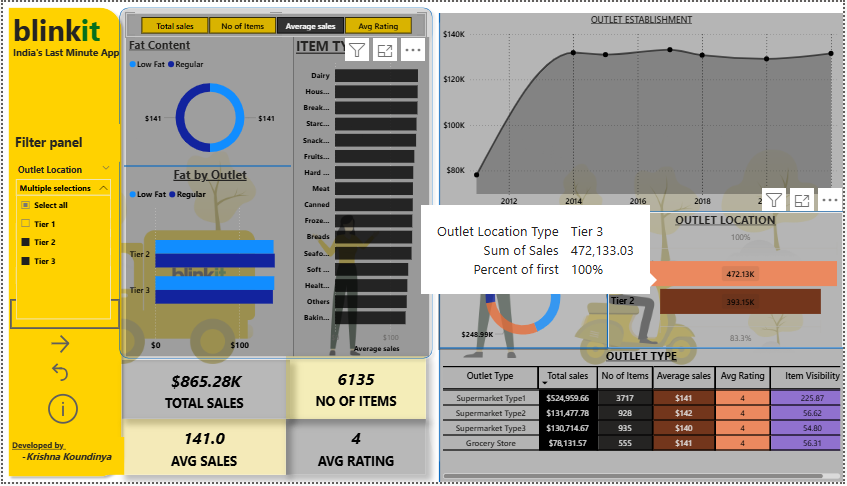 blinkit
India's Last Minute App
Filter panel
Outlet Location
Multiple selections
Select all
Tier 1
Tier 2
Tier 3
Developed by
- Krishna Koundinya
Total sales
No of Items
Average sales
Avg Rating
Fat Content
Low Fat
Regular
$141
$141
Fat by Outlet
Low Fat
Regular
Tier 2
Tier 3
blinkit
$0
$100
ITEM TY
...
Dairy
Hous...
Break...
Starc...
Snack...
Fruits...
Hard ...
Meat
Canned
Froze...
Breads
Seafo...
Soft ...
Healt...
Others
Bakin...
$100
Average sales
$865.28K
TOTAL SALES
6135
NO OF ITEMS
141.0
AVG SALES
4
AVG RATING
OUTLET ESTABLISHMENT
$140K
$120K
$100K
$80K
2012
2014
2016
2018
2020
2022
...
Outlet Location Type Tier 3
Sum of Sales 472,133.03
Percent of first 100%
$248.99K
OUTLET LOCATION
100%
472.13K
Tier 2
393.15K
83.3%
OUTLET TYPE
Outlet Type Total sales No of Items Average sales Avg Rating Item Visibility
Supermarket Type1 $524,959.66 3717 $141 4 225.87
Supermarket Type2 $131,477.78 928 $142 4 56.62
Supermarket Type3 $130,714.67 935 $140 4 54.80
Grocery Store $78,131.57 555 $141 4 56.31